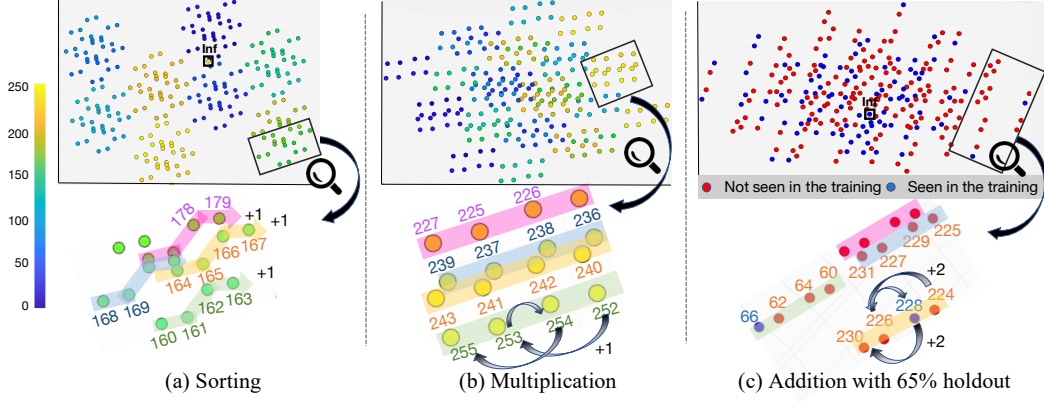 250
200
150
100
50
0
Inf
178 179 +1
166 167 +1
164 165
168 169
162 163 +1
160 161
(a) Sorting
227 225 226
239 237 238 236
243 241 242 240
255 253 254 252
+1
(b) Multiplication
Inf
Not seen in the training Seen in the training
225
229
227
231
60
64
62
66
+2
224
228
226
230
+2
(c) Addition with 65% holdout